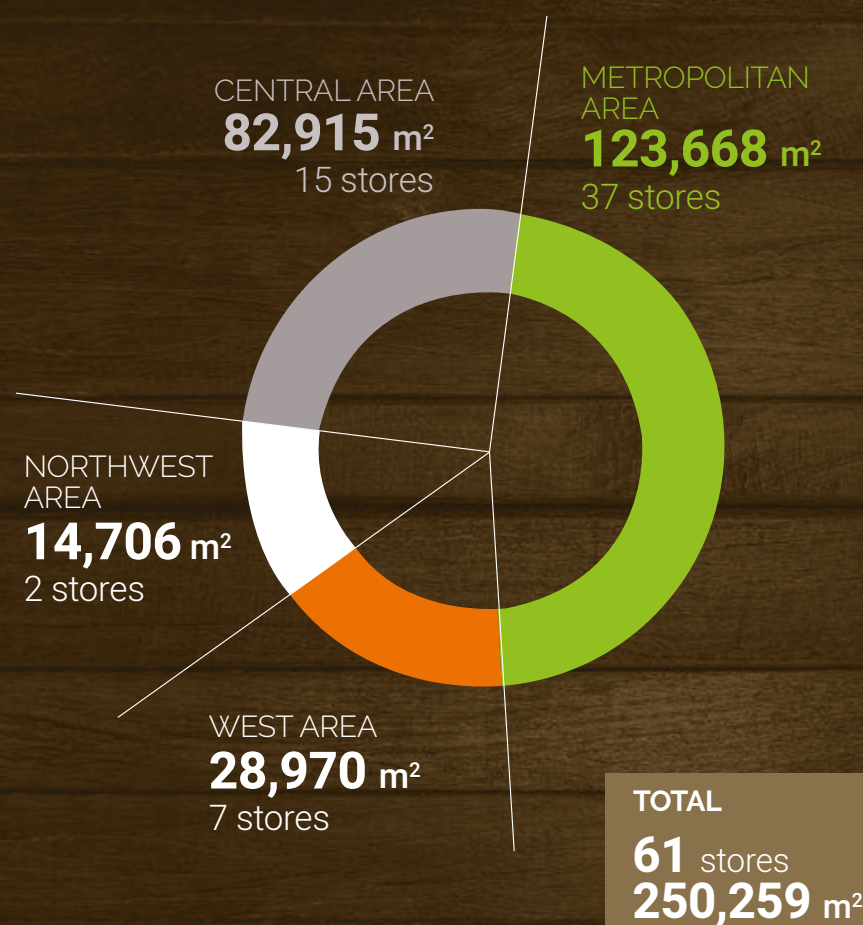 CENTRAL AREA
82,915 m²
15 stores
METROPOLITAN
AREA
123,668 m²
37 stores
NORTHWEST
AREA
14,706 m²
2 stores
WEST AREA
28,970 m²
7 stores
TOTAL
61 stores
250,259 m²